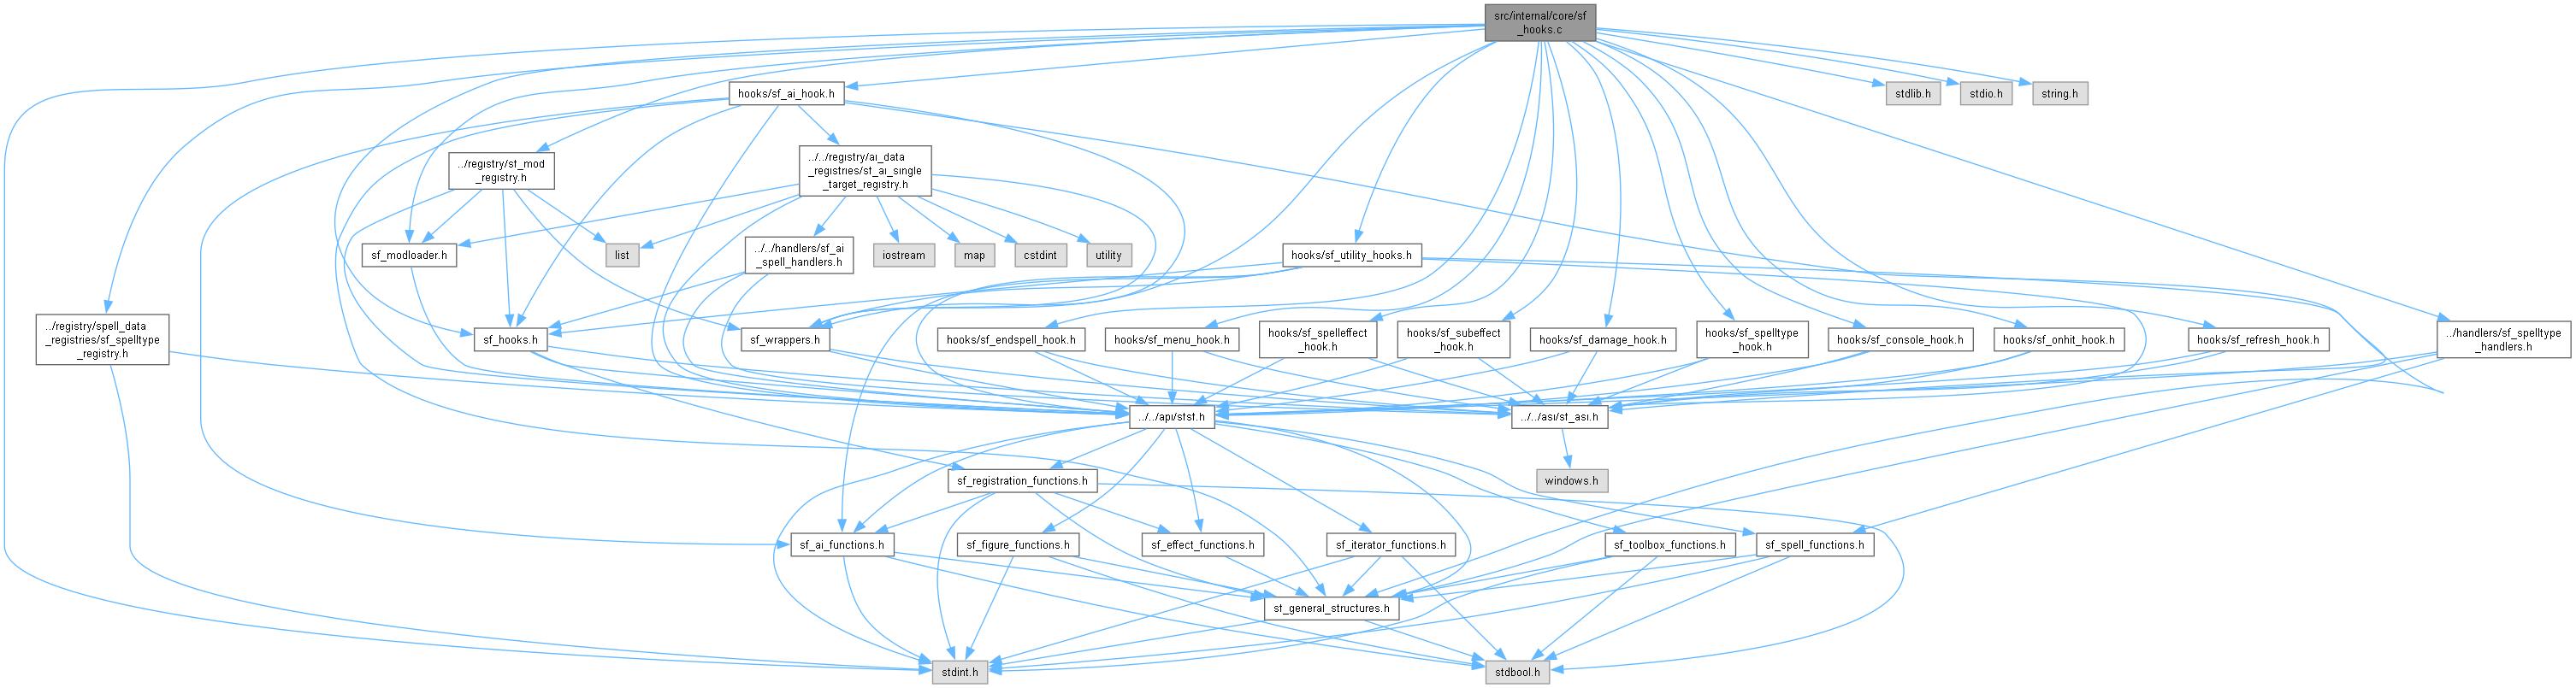 src/internal/core/sf
_hooks.c
hooks/sf_ai_hook.h
stdlib.h
stdio.h
string.h
../registry/sf_mod
_registry.h
../../registry/ai_data
_registries/sf_ai_single
_target_registry.h
sf_modloader.h
list
../../handlers/sf_ai
_spell_handlers.h
iostream
map
cstdint
utility
hooks/sf_utility_hooks.h
../registry/spell_data
_registries/sf_spelltype
_registry.h
sf_hooks.h
sf_wrappers.h
hooks/sf_endspell_hook.h
hooks/sf_menu_hook.h
hooks/sf_spelleffect
_hook.h
hooks/sf_subeffect
_hook.h
hooks/sf_damage_hook.h
hooks/sf_spelltype
_hook.h
hooks/sf_console_hook.h
hooks/sf_onhit_hook.h
hooks/sf_refresh_hook.h
../handlers/sf_spelltype
_handlers.h
../../api/sfsf.h
../../asi/sf_asi.h
sf_registration_functions.h
windows.h
sf_ai_functions.h
sf_figure_functions.h
sf_effect_functions.h
sf_iterator_functions.h
sf_toolbox_functions.h
sf_spell_functions.h
sf_general_structures.h
stdint.h
stdbool.h